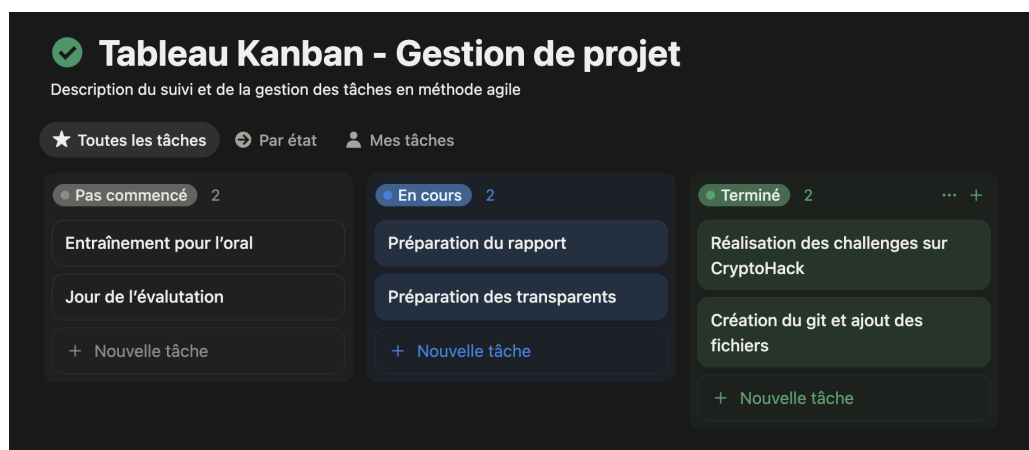 Tableau Kanban - Gestion de projet
Description du suivi et de la gestion des tâches en méthode agile
Toutes les tâches
Par état
Mes tâches
Pas commencé 2
Entraînement pour l'oral
Jour de l'évalutation
+ Nouvelle tâche
En cours 2
Préparation du rapport
Préparation des transparents
+ Nouvelle tâche
Terminé 2 ... +
Réalisation des challenges sur
CryptoHack
Création du git et ajout des
fichiers
+ Nouvelle tâche